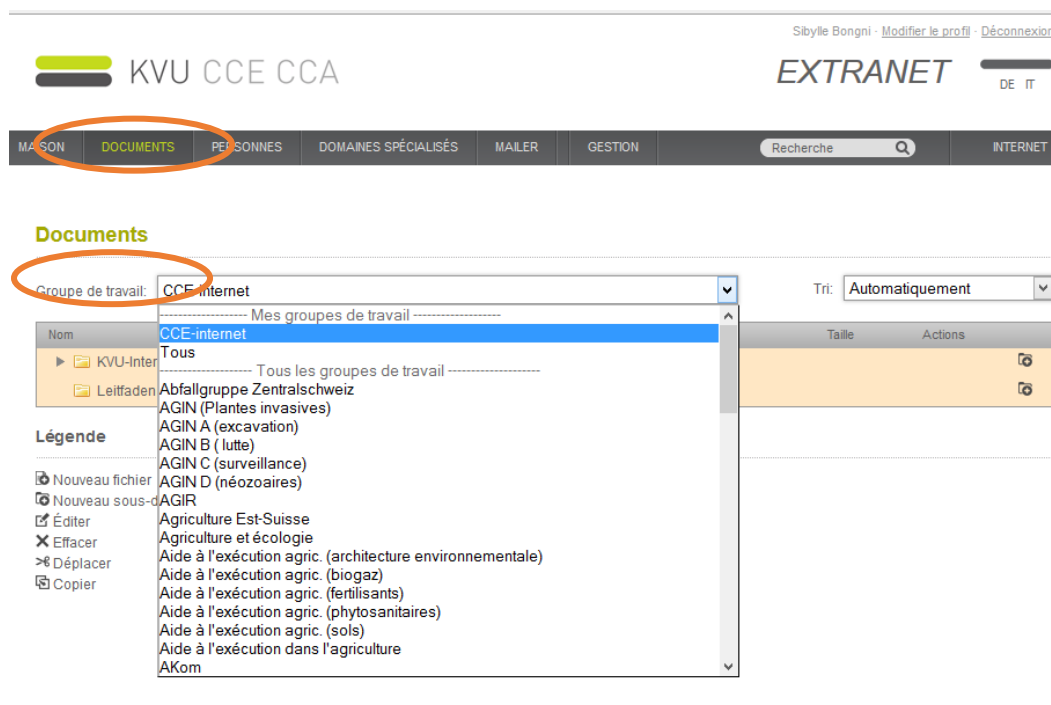 Sibylle Bongni · Modifier le profil · Déconnexion
KVU CCE CCA
EXTRANET
DE IT
MAISON DOCUMENTS PERSONNES DOMAINES SPÉCIALISÉS MAILER GESTION Recherche INTERNET
Documents
Groupe de travail: CCE-internet Tri: Automatiquement
------------------- Mes groupes de travail -------------------
Nom CCE-internet Taille Actions
Tous
KVU-Inter
-------------------- Tous les groupes de travail --------------------
Leitfaden Abfallgruppe Zentralschweiz
AGIN (Plantes invasives)
AGIN A (excavation)
AGIN B ( lutte)
AGIN C (surveillance)
AGIN D (néozoaires)
AGIR
Agriculture Est-Suisse
Agriculture et écologie
Aide à l'exécution agric. (architecture environnementale)
Aide à l'exécution agric. (biogaz)
Aide à l'exécution agric. (fertilisants)
Aide à l'exécution agric. (phytosanitaires)
Aide à l'exécution agric. (sols)
Aide à l'exécution dans l'agriculture
AKom
Légende
Nouveau fichier
Nouveau sous-d
Éditer
Effacer
Déplacer
Copier